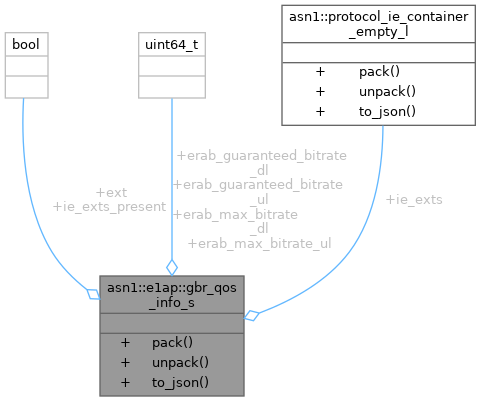 bool
uint64_t
asn1::protocol_ie_container
_empty_l
+ pack()
+ unpack()
+ to_json()
+ext
+ie_exts_present
+erab_guaranteed_bitrate
_dl
+erab_guaranteed_bitrate
_ul
+erab_max_bitrate
_dl
+erab_max_bitrate_ul
+ie_exts
asn1::e1ap::gbr_qos
_info_s
+ pack()
+ unpack()
+ to_json()